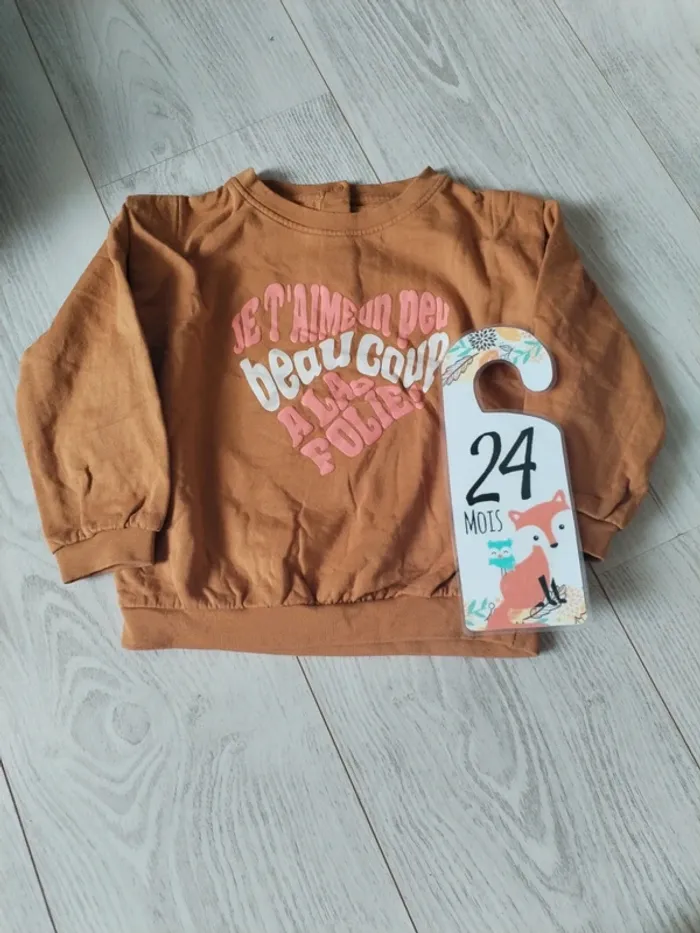 JE T'AIME un peu
beaucoup
A LA
FOLIE!
24
MOIS